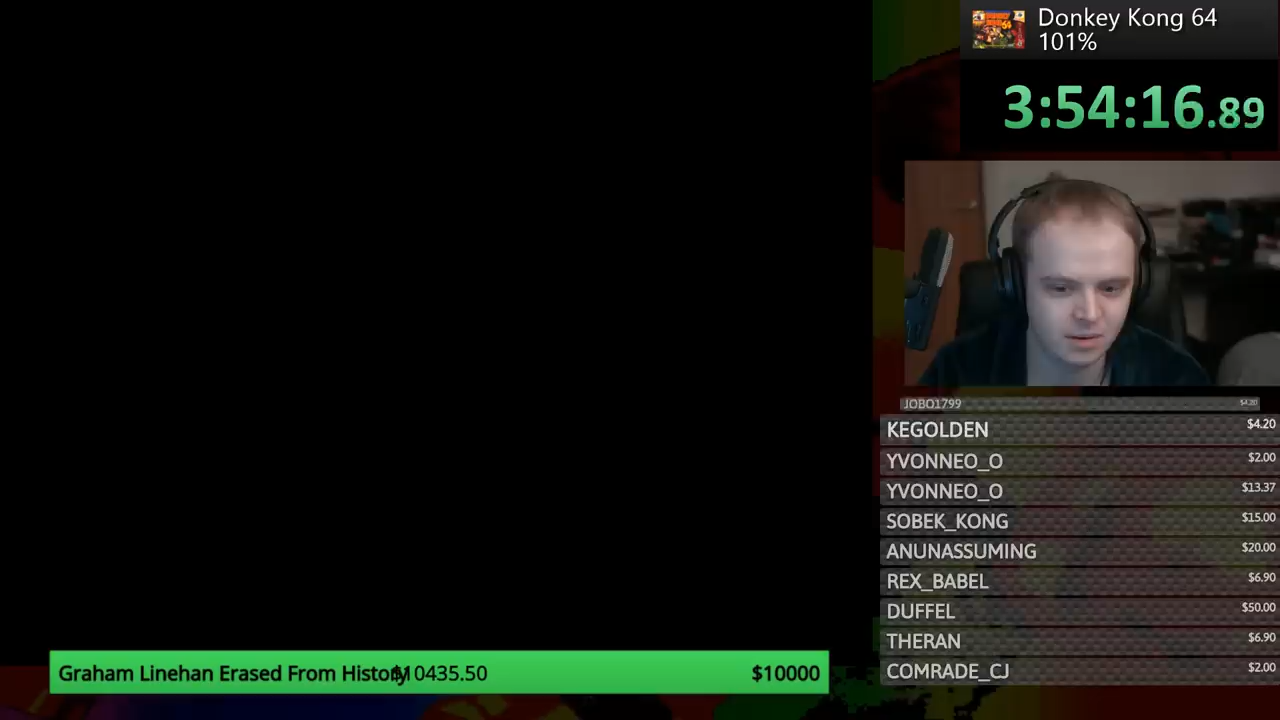 Donkey Kong 64
101%
3:54:16.89
JOBO1799 $4.20
KEGOLDEN $4.20
YVONNEO_O $2.00
YVONNEO_O $13.37
SOBEK_KONG $15.00
ANUNASSUMING $20.00
REX_BABEL $6.90
DUFFEL $50.00
THERAN $6.90
COMRADE_CJ $2.00
Graham Linehan Erased From History $10435.50 $10000